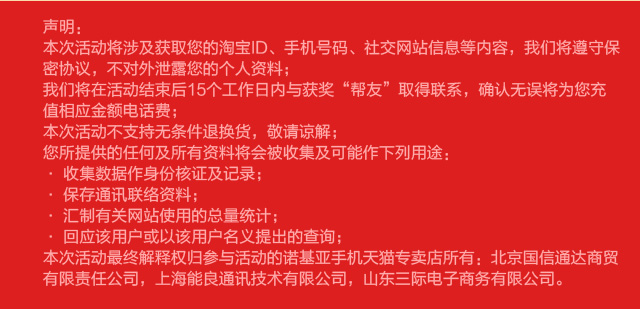 声明：
本次活动将涉及获取您的淘宝ID、手机号码、社交网站信息等内容，我们将遵守保
密协议，不对外泄露您的个人资料；
我们将在活动结束后15个工作日内与获奖“帮友”取得联系，确认无误将为您充
值相应金额电话费；
本次活动不支持无条件退换货，敬请谅解；
您所提供的任何及所有资料将会被收集及可能作下列用途：
· 收集数据作身份核证及记录；
· 保存通讯联络资料；
· 汇制有关网站使用的总量统计；
· 回应该用户或以该用户名义提出的查询；
本次活动最终解释权归参与活动的诺基亚手机天猫专卖店所有：北京国信通达商贸
有限责任公司，上海能良通讯技术有限公司，山东三际电子商务有限公司。